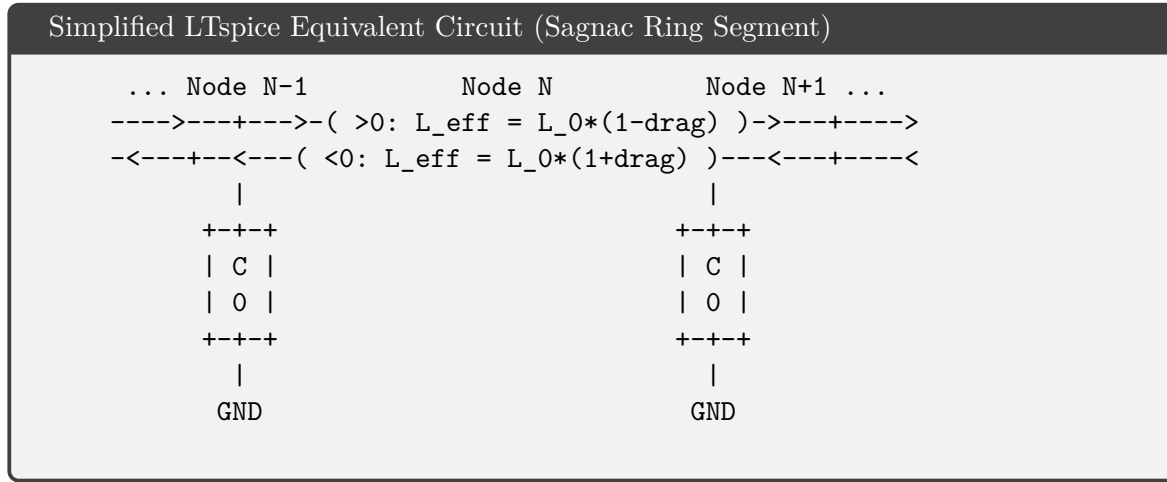 Simplified LTspice Equivalent Circuit (Sagnac Ring Segment)
... Node N-1          Node N          Node N+1 ...
---->---+--->-( >0: L_eff = L_0*(1-drag) )->---+---->
-<---+--<---( <0: L_eff = L_0*(1+drag) )---<---+----<
|                              |
+-+-+                          +-+-+
| C |                          | C |
| 0 |                          | 0 |
+-+-+                          +-+-+
|                              |
GND                            GND